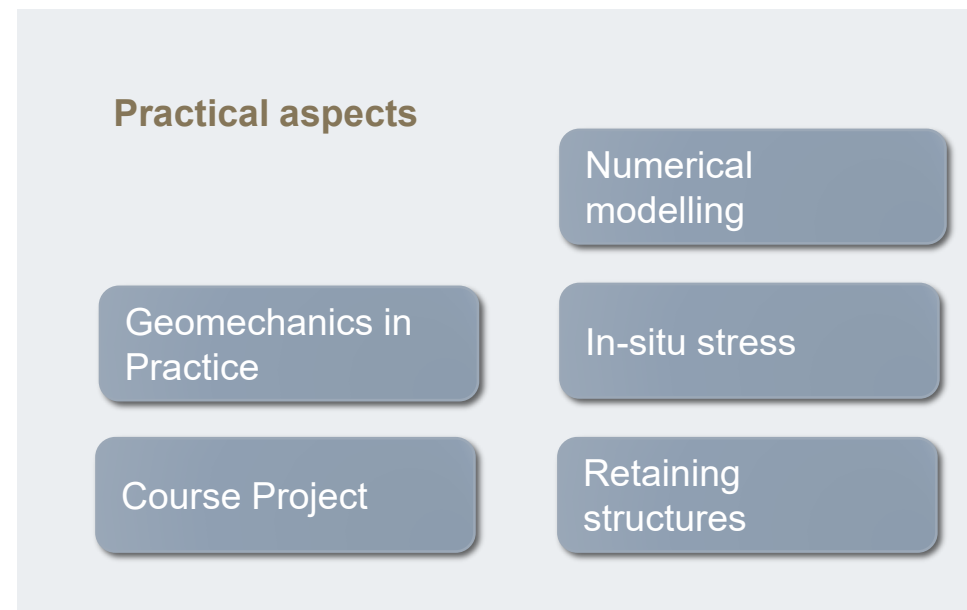 Practical aspects
Numerical
modelling
Geomechanics in
Practice
In-situ stress
Course Project
Retaining
structures